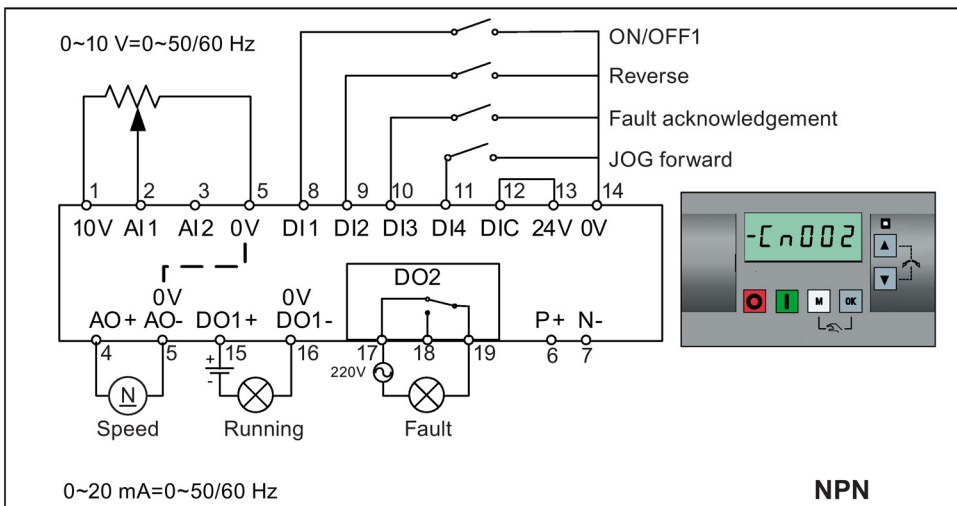 0~10 V=0~50/60 Hz
ON/OFF1
Reverse
Fault acknowledgement
JOG forward
1 2 3 5 8 9 10 11 12 13 14
10V AI1 AI2 0V DI1 DI2 DI3 DI4 DIC 24V 0V
-Cn002
M OK
DO2
0V 0V
AO+ AO- DO1+ DO1- P+ N-
4 5 15 16 17 18 19 6 7
+
-
220V
N
Speed Running Fault
0~20 mA=0~50/60 Hz
NPN